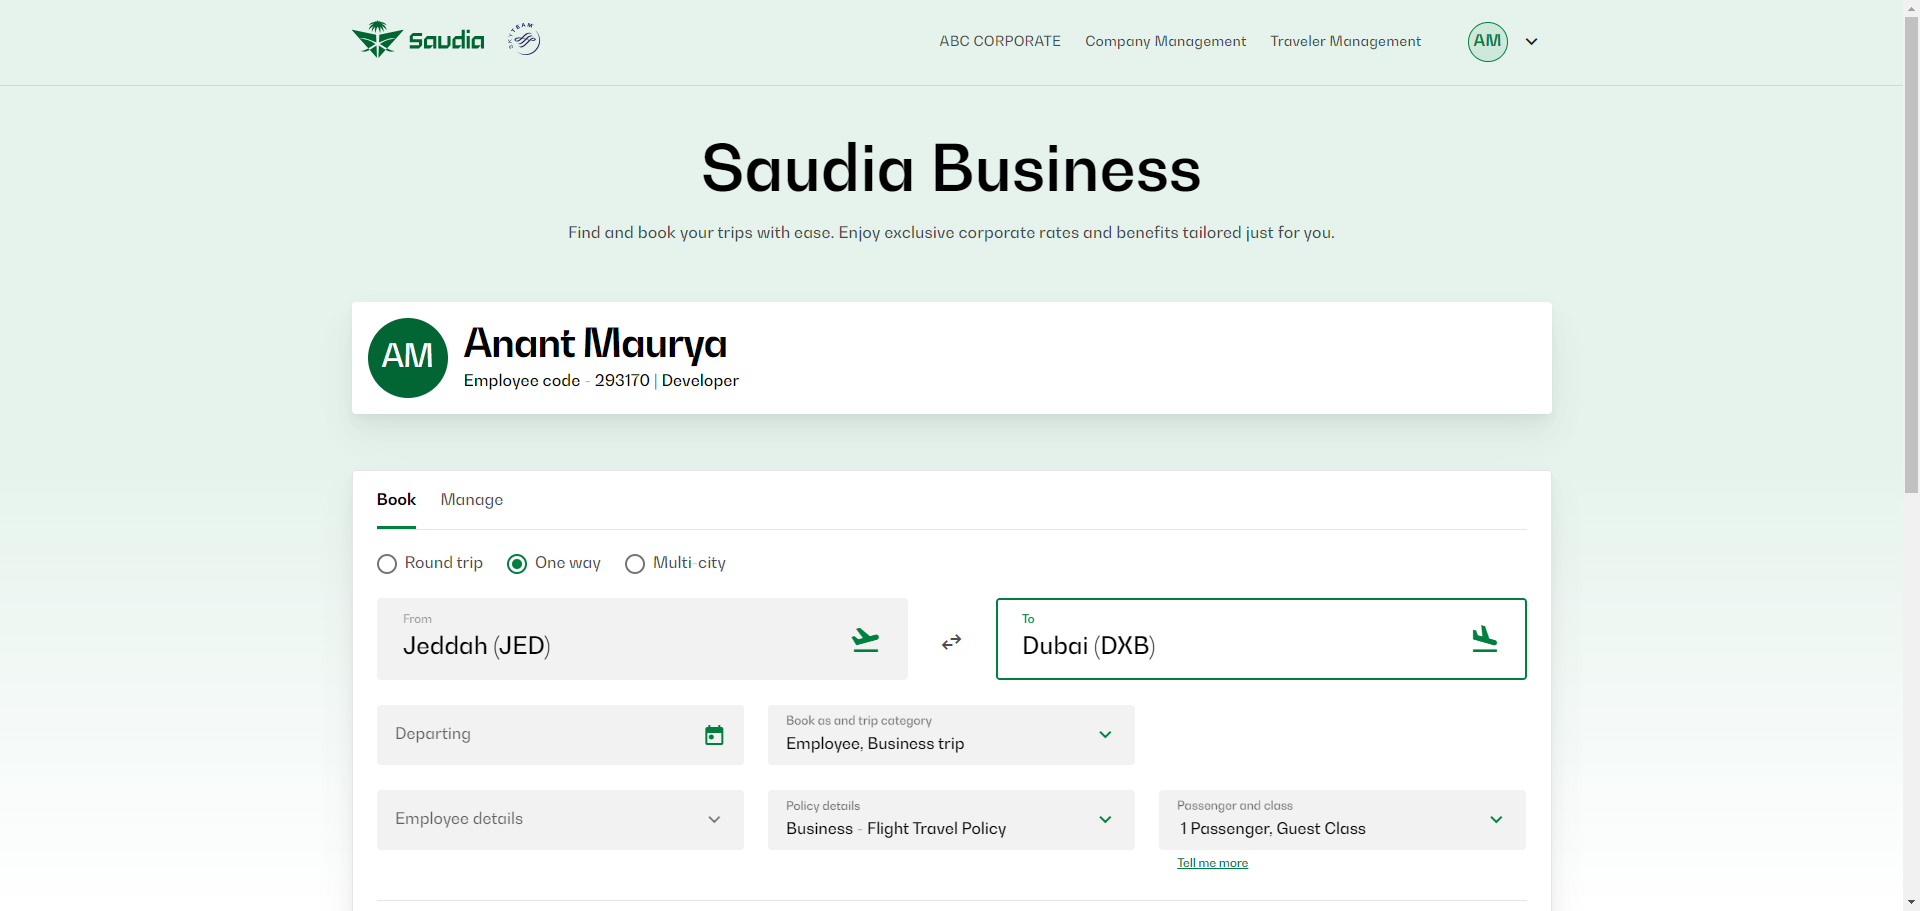 Saudia
SKYTEAM
ABC CORPORATE
Company Management
Traveler Management
AM
Saudia Business
Find and book your trips with ease. Enjoy exclusive corporate rates and benefits tailored just for you.
AM
Anant Maurya
Employee code - 293170 | Developer
Book
Manage
Round trip
One way
Multi-city
From
Jeddah (JED)
To
Dubai (DXB)
Departing
Book as and trip category
Employee, Business trip
Employee details
Policy details
Business - Flight Travel Policy
Passenger and class
1 Passenger, Guest Class
Tell me more